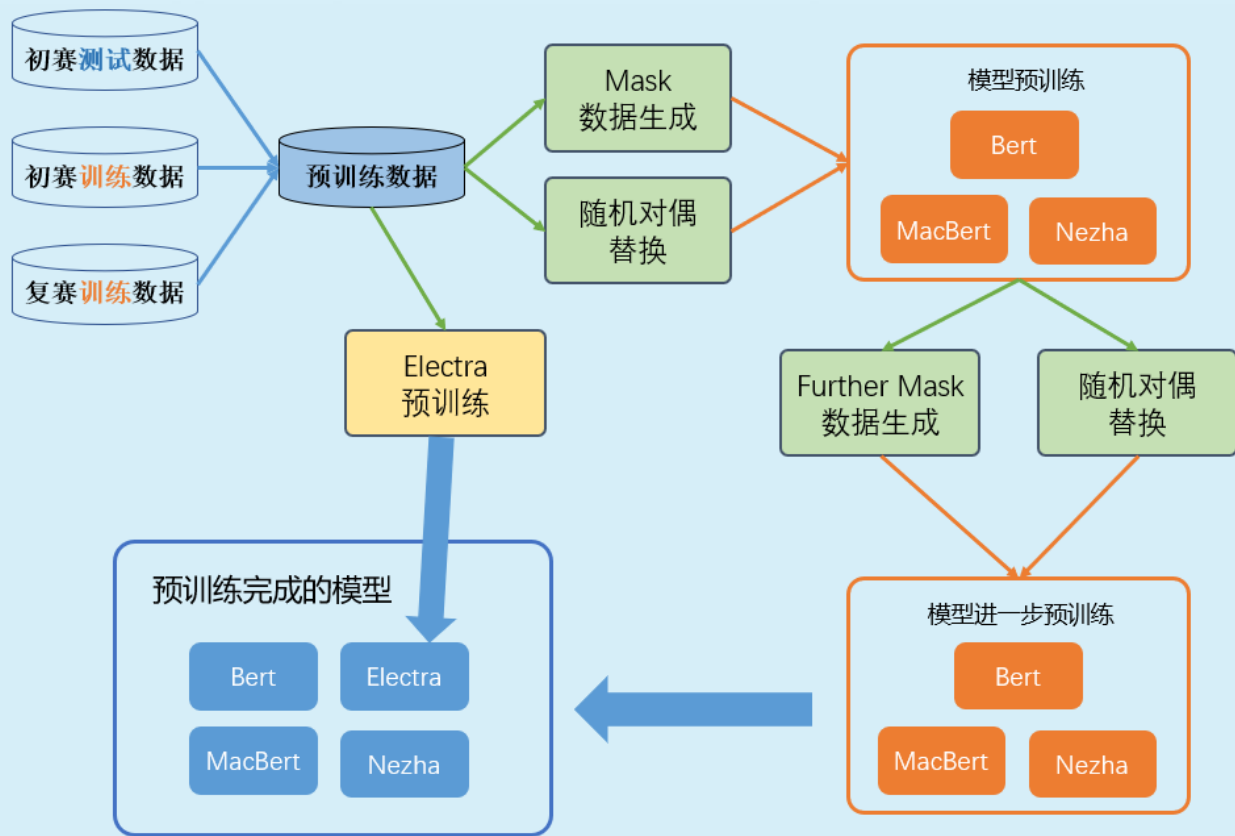 初赛测试数据
初赛训练数据
复赛训练数据
预训练数据
Mask
数据生成
随机对偶
替换
模型预训练
Bert
MacBert
Nezha
Electra
预训练
Further Mask
数据生成
随机对偶
替换
模型进一步预训练
Bert
MacBert
Nezha
预训练完成的模型
Bert
Electra
MacBert
Nezha